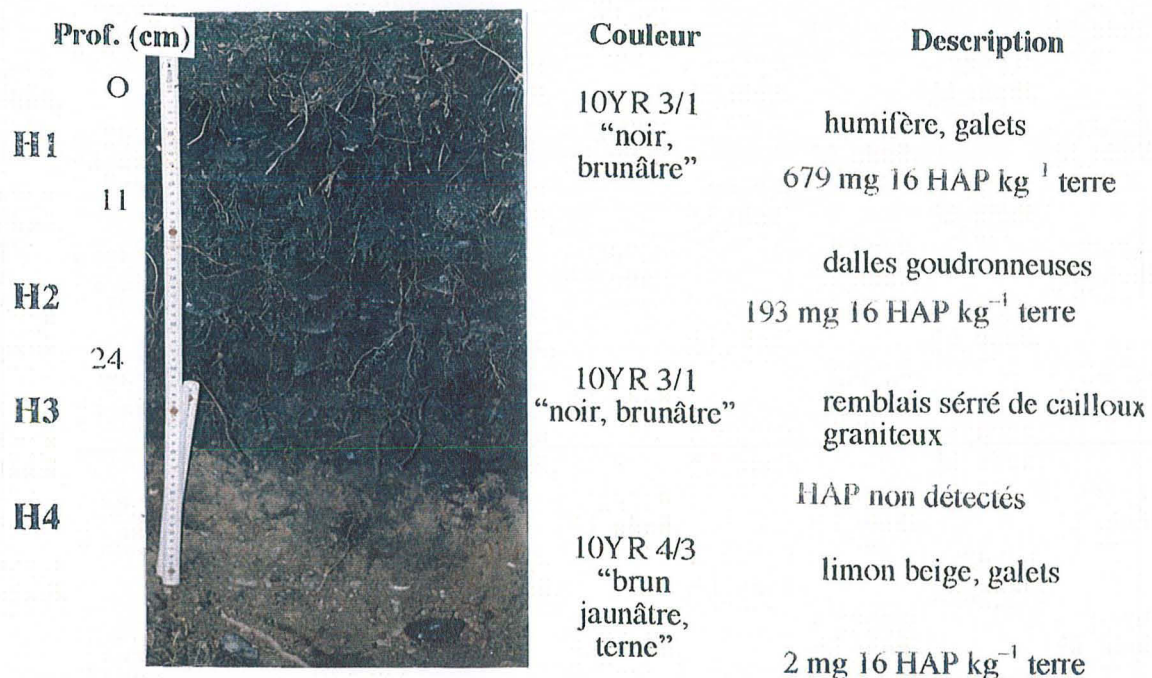 Prof. (cm)
Couleur
Description
O
H1
10YR 3/1
“noir,
brunâtre”
humifère, galets
679 mg 16 HAP kg⁻¹ terre
11
H2
dalles goudronneuses
193 mg 16 HAP kg⁻¹ terre
24
H3
10YR 3/1
“noir, brunâtre”
remblais sérré de cailloux
graniteux
HAP non détectés
H4
10YR 4/3
“brun
jaunâtre,
terne”
limon beige, galets
2 mg 16 HAP kg⁻¹ terre